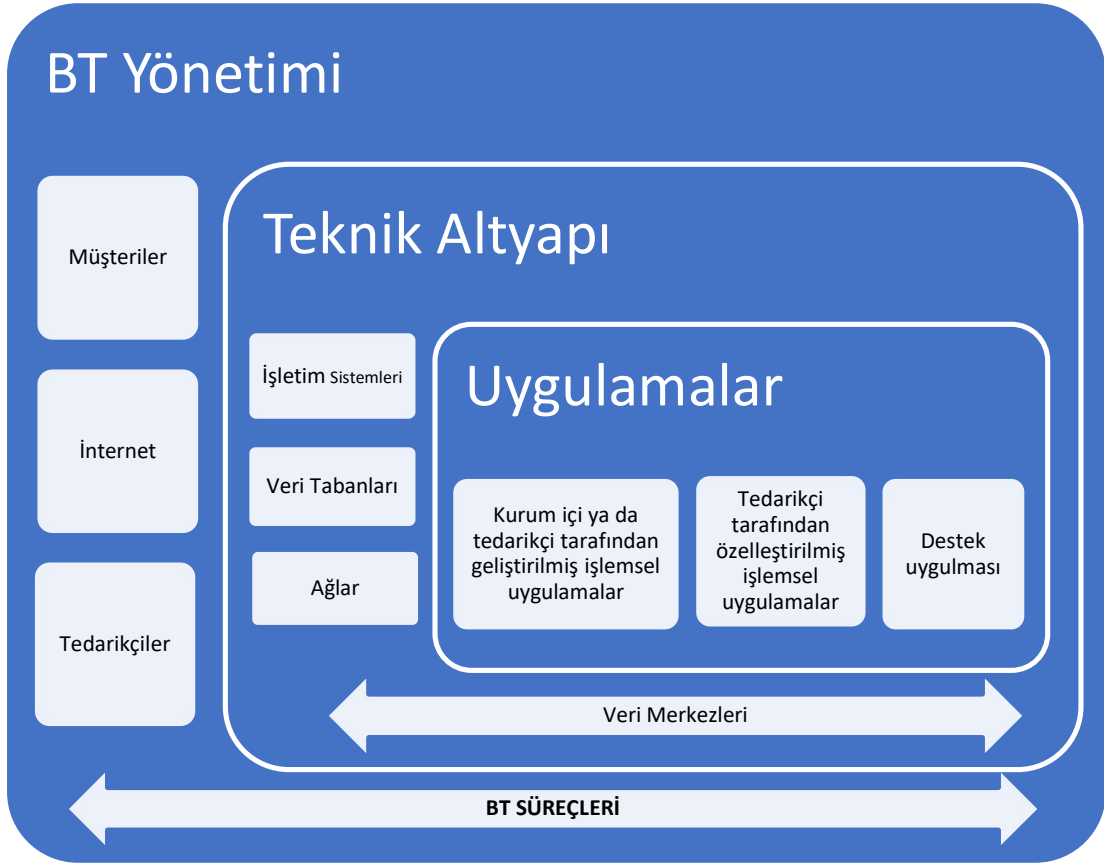 BT Yönetimi
Müşteriler
İnternet
Tedarikçiler
Teknik Altyapı
İşletim Sistemleri
Veri Tabanları
Ağlar
Uygulamalar
Kurum içi ya da
tedarikçi tarafından
geliştirilmiş işlemsel
uygulamalar
Tedarikçi
tarafından
özelleştirilmiş
işlemsel
uygulamalar
Destek
uygulması
Veri Merkezleri
BT SÜREÇLERİ